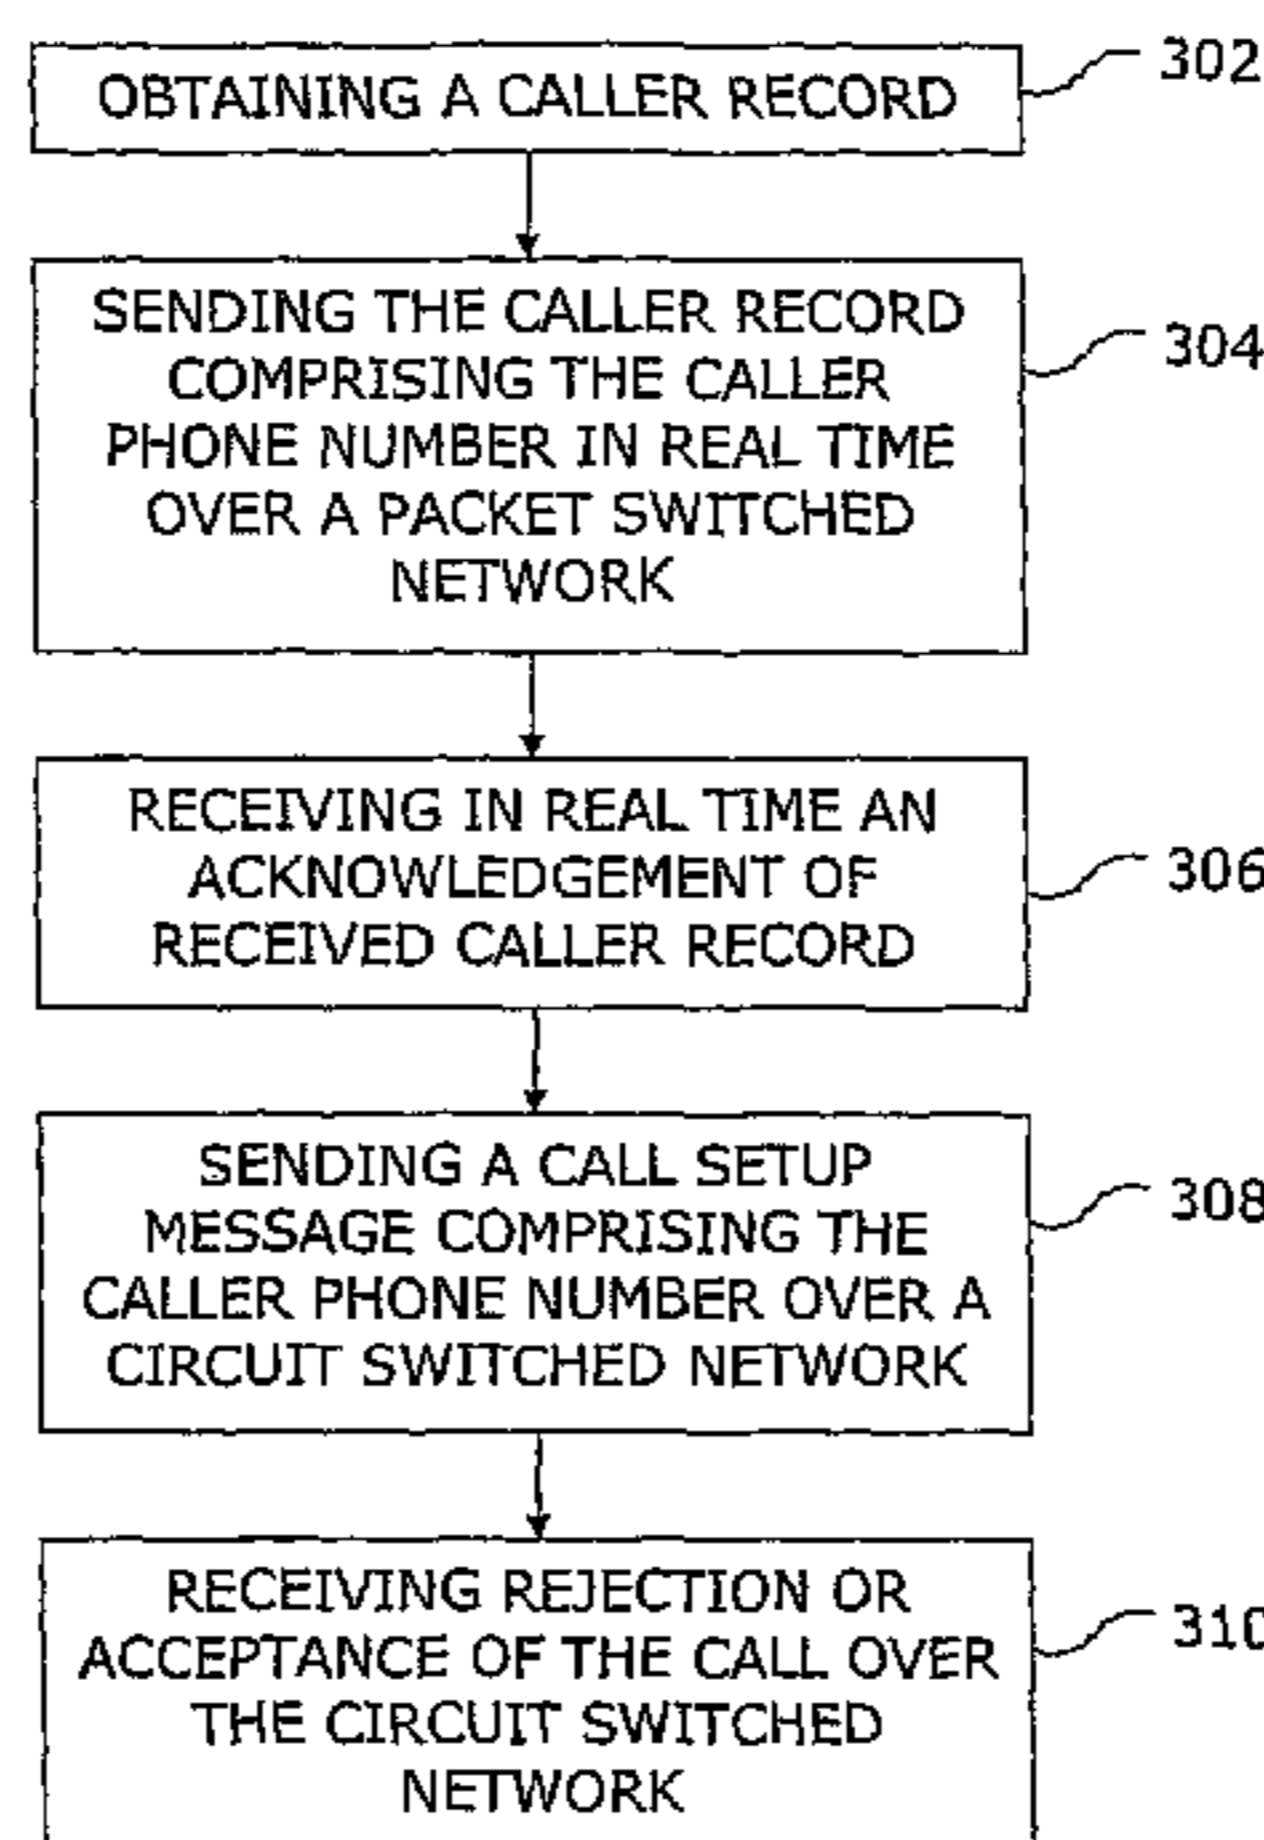 OBTAINING A CALLER RECORD
302
SENDING THE CALLER RECORD
COMPRISING THE CALLER
PHONE NUMBER IN REAL TIME
OVER A PACKET SWITCHED
NETWORK
304
RECEIVING IN REAL TIME AN
ACKNOWLEDGEMENT OF
RECEIVED CALLER RECORD
306
SENDING A CALL SETUP
MESSAGE COMPRISING THE
CALLER PHONE NUMBER OVER A
CIRCUIT SWITCHED NETWORK
308
RECEIVING REJECTION OR
ACCEPTANCE OF THE CALL OVER
THE CIRCUIT SWITCHED
NETWORK
310